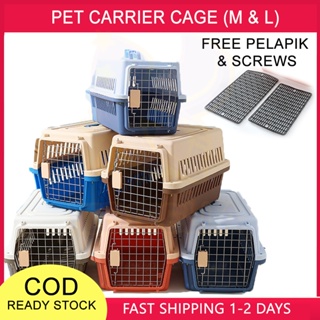 PET CARRIER CAGE (M & L)
FREE PELAPIK
& SCREWS
COD
READY STOCK
FAST SHIPPING 1-2 DAYS